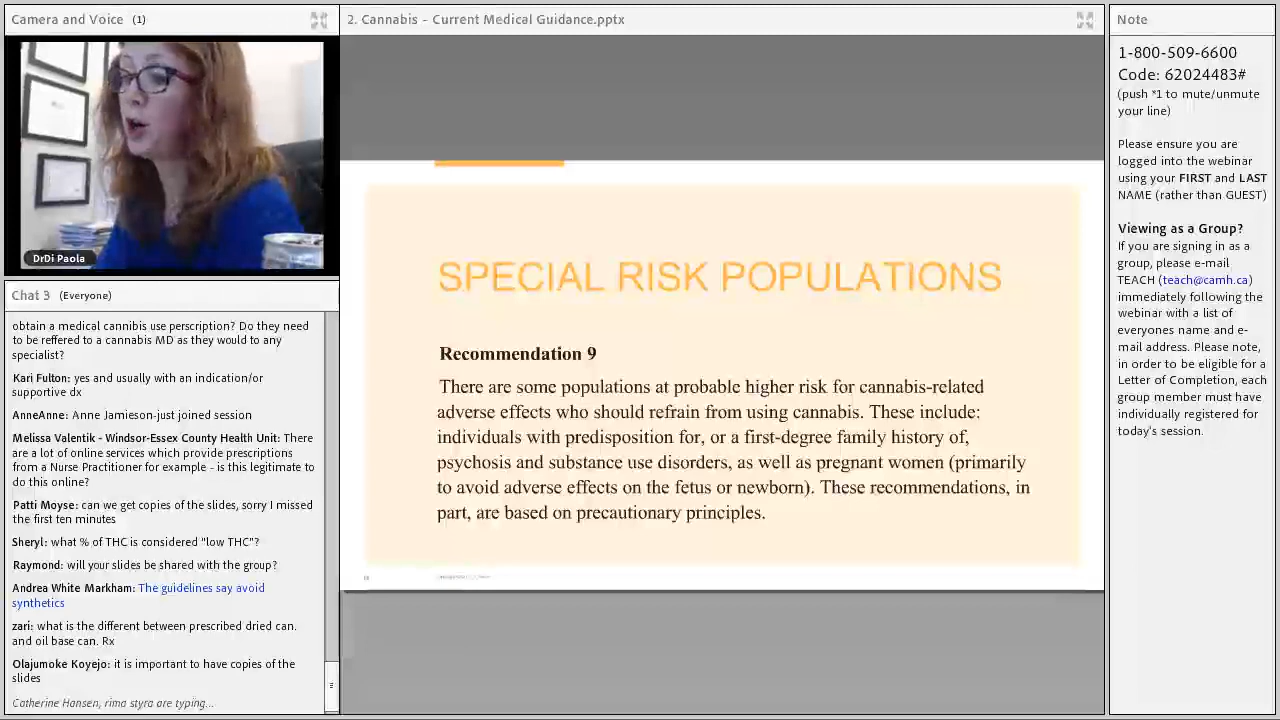 Camera and Voice (1)
DrDi Paola
Chat 3 (Everyone)
obtain a medical cannibis use perscription? Do they need
to be reffered to a cannabis MD as they would to any
specialist?
Kari Fulton: yes and usually with an indication/or
supportive dx
AnneAnne: Anne Jamieson-just joined session
Melissa Valentik - Windsor-Essex County Health Unit: There
are a lot of online services which provide prescriptions
from a Nurse Practitioner for example - is this legitimate to
do this online?
Patti Moyse: can we get copies of the slides, sorry I missed
the first ten minutes
Sheryl: what % of THC is considered "low THC"?
Raymond: will your slides be shared with the group?
Andrea White Markham: The guidelines say avoid
synthetics
zari: what is the different between prescribed dried can.
and oil base can. Rx
Olajumoke Koyejo: it is important to have copies of the
slides
Catherine Hansen, rima styra are typing...
2. Cannabis - Current Medical Guidance.pptx
SPECIAL RISK POPULATIONS
Recommendation 9
There are some populations at probable higher risk for cannabis-related
adverse effects who should refrain from using cannabis. These include:
individuals with predisposition for, or a first-degree family history of,
psychosis and substance use disorders, as well as pregnant women (primarily
to avoid adverse effects on the fetus or newborn). These recommendations, in
part, are based on precautionary principles.
Note
1-800-509-6600
Code: 62024483#
(push *1 to mute/unmute
your line)
Please ensure you are
logged into the webinar
using your FIRST and LAST
NAME (rather than GUEST)
Viewing as a Group?
If you are signing in as a
group, please e-mail
TEACH (teach@camh.ca)
immediately following the
webinar with a list of
everyones name and e-
mail address. Please note,
in order to be eligible for a
Letter of Completion, each
group member must have
individually registered for
today's session.